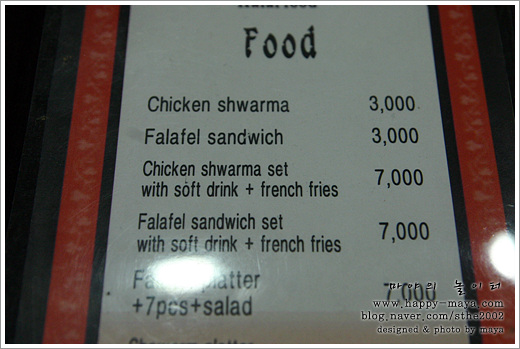 Food
Chicken shwarma 3,000
Falafel sandwich 3,000
Chicken shwarma set
with soft drink + french fries 7,000
Falafel sandwich set
with soft drink + french fries 7,000
platter
+7pcs+salad
마야의 놀이터
www.happy-maya.com
blog.naver.com/sthe2002
designed & photo by maya